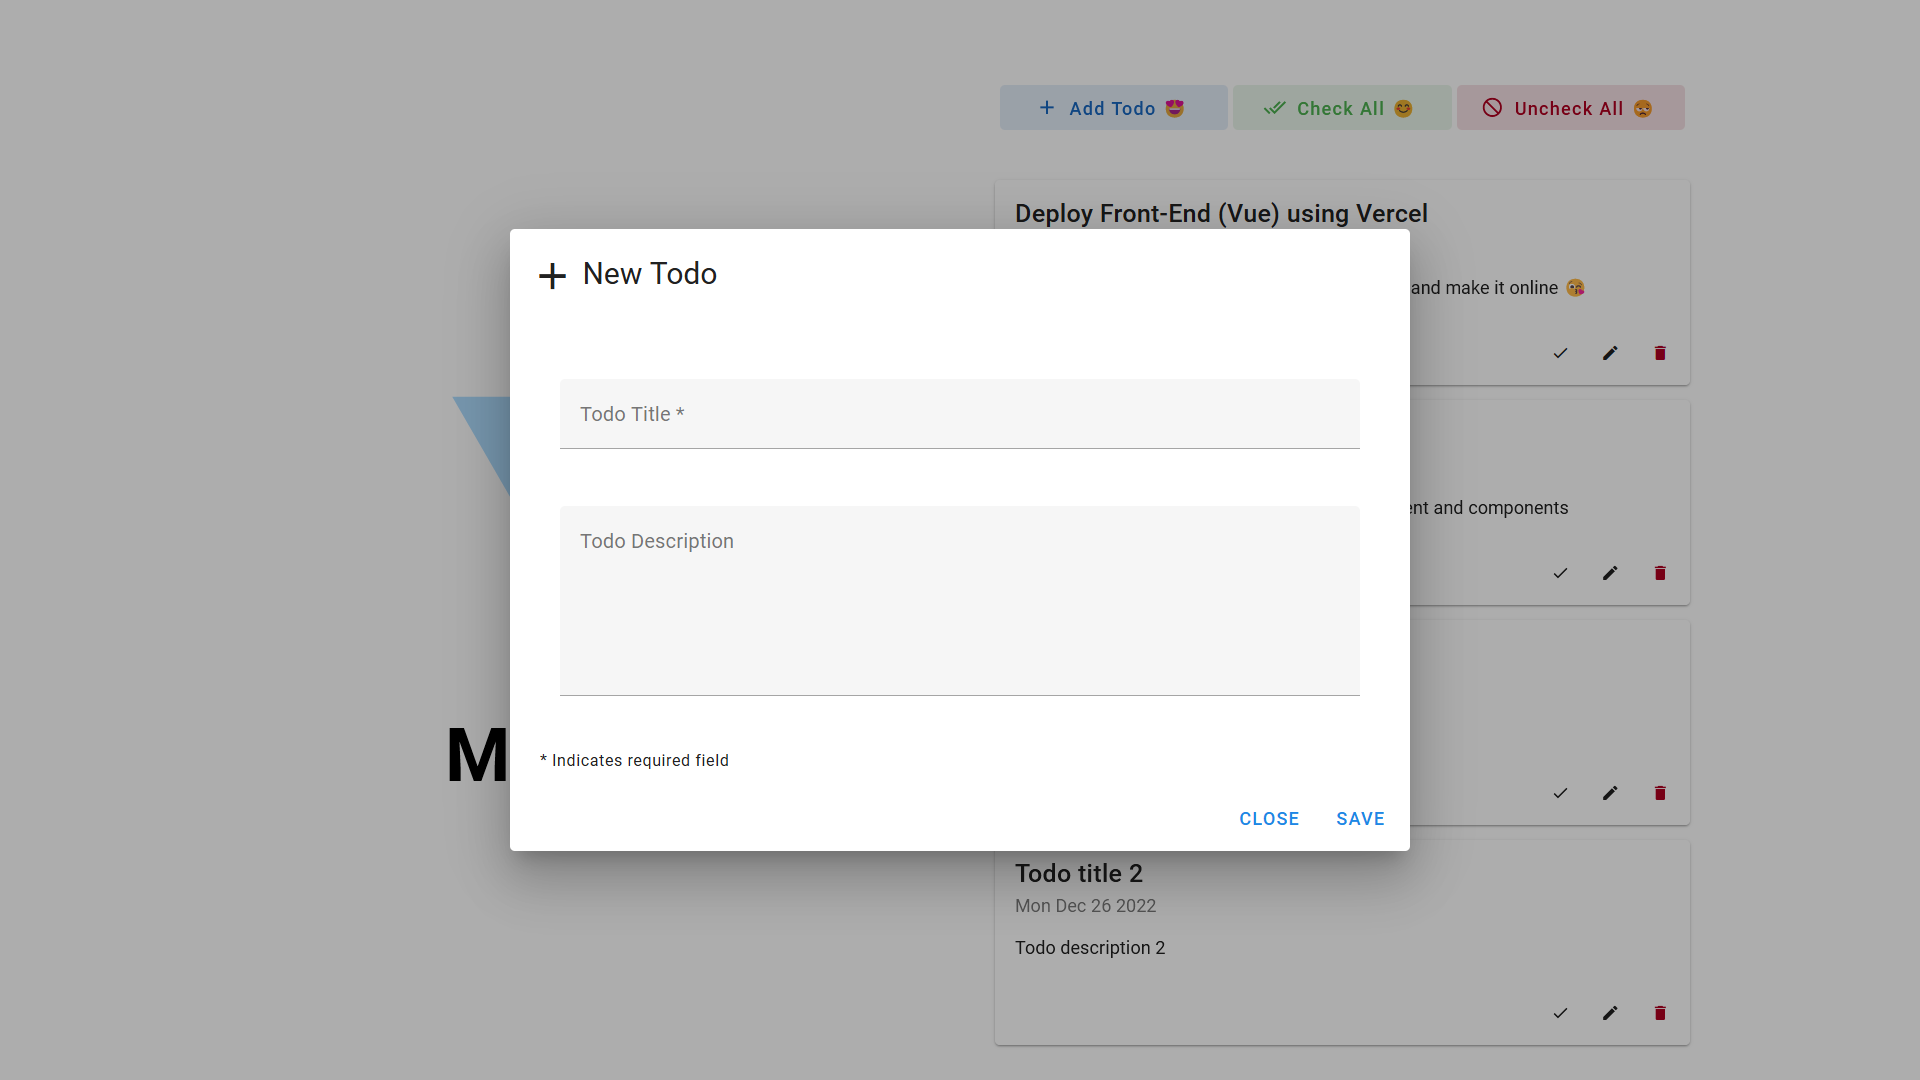 Add Todo 😍
Check All 😊
Uncheck All 😡
Deploy Front-End (Vue) using Vercel
and make it online 😘
and components
New Todo
Todo Title *
Todo Description
* Indicates required field
CLOSE
SAVE
M
Todo title 2
Mon Dec 26 2022
Todo description 2